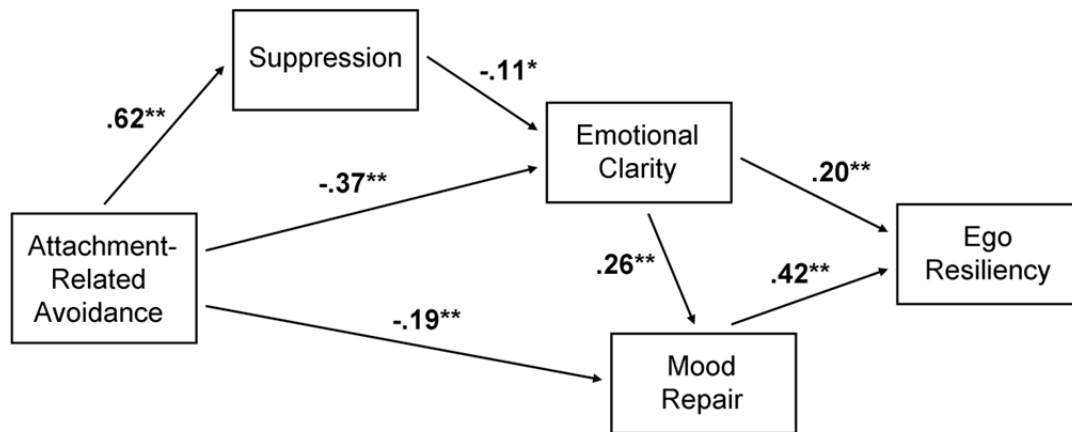 Suppression
-.11*
.62**
Emotional
Clarity
-.37**
.20**
Attachment-
Related
Avoidance
Ego
Resiliency
.26**
.42**
-.19**
Mood
Repair